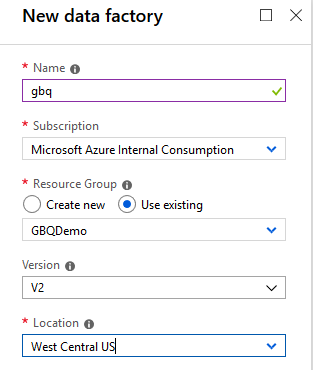 New data factory
* Name
gbq
* Subscription
Microsoft Azure Internal Consumption
* Resource Group
Create new Use existing
GBQDemo
Version
V2
* Location
West Central US